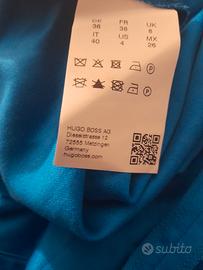 DE FR UK
36 36 8
IT US MX
40 4 26
P P
HUGO BOSS AG
Dieselstrasse 12
72555 Metzingen
Germany
hugoboss.com
subito